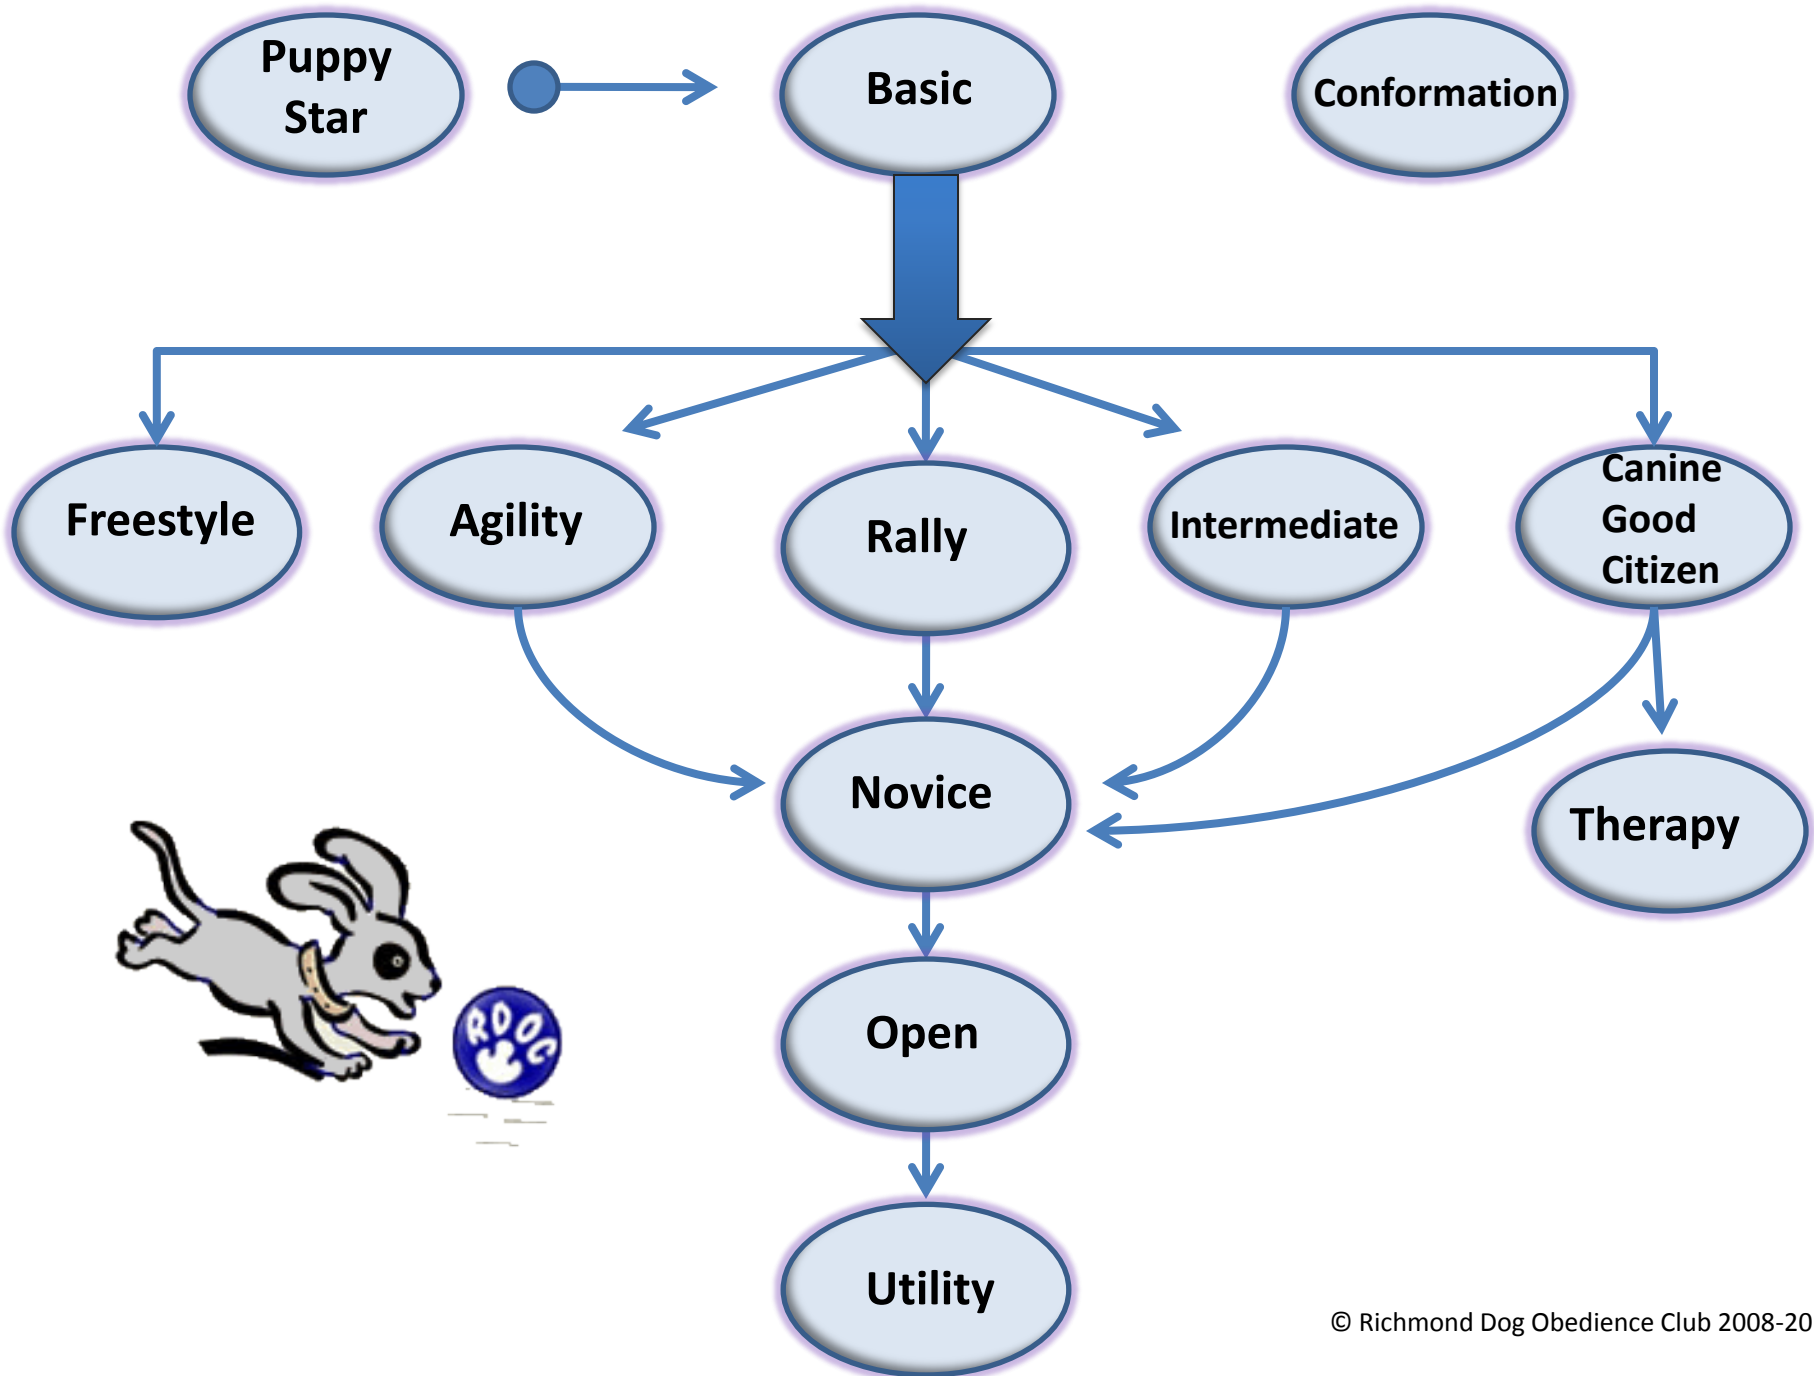 Puppy
Star
Basic
Conformation
Freestyle
Agility
Rally
Intermediate
Canine
Good
Citizen
Novice
Therapy
RDOC
Open
Utility
© Richmond Dog Obedience Club 2008-20